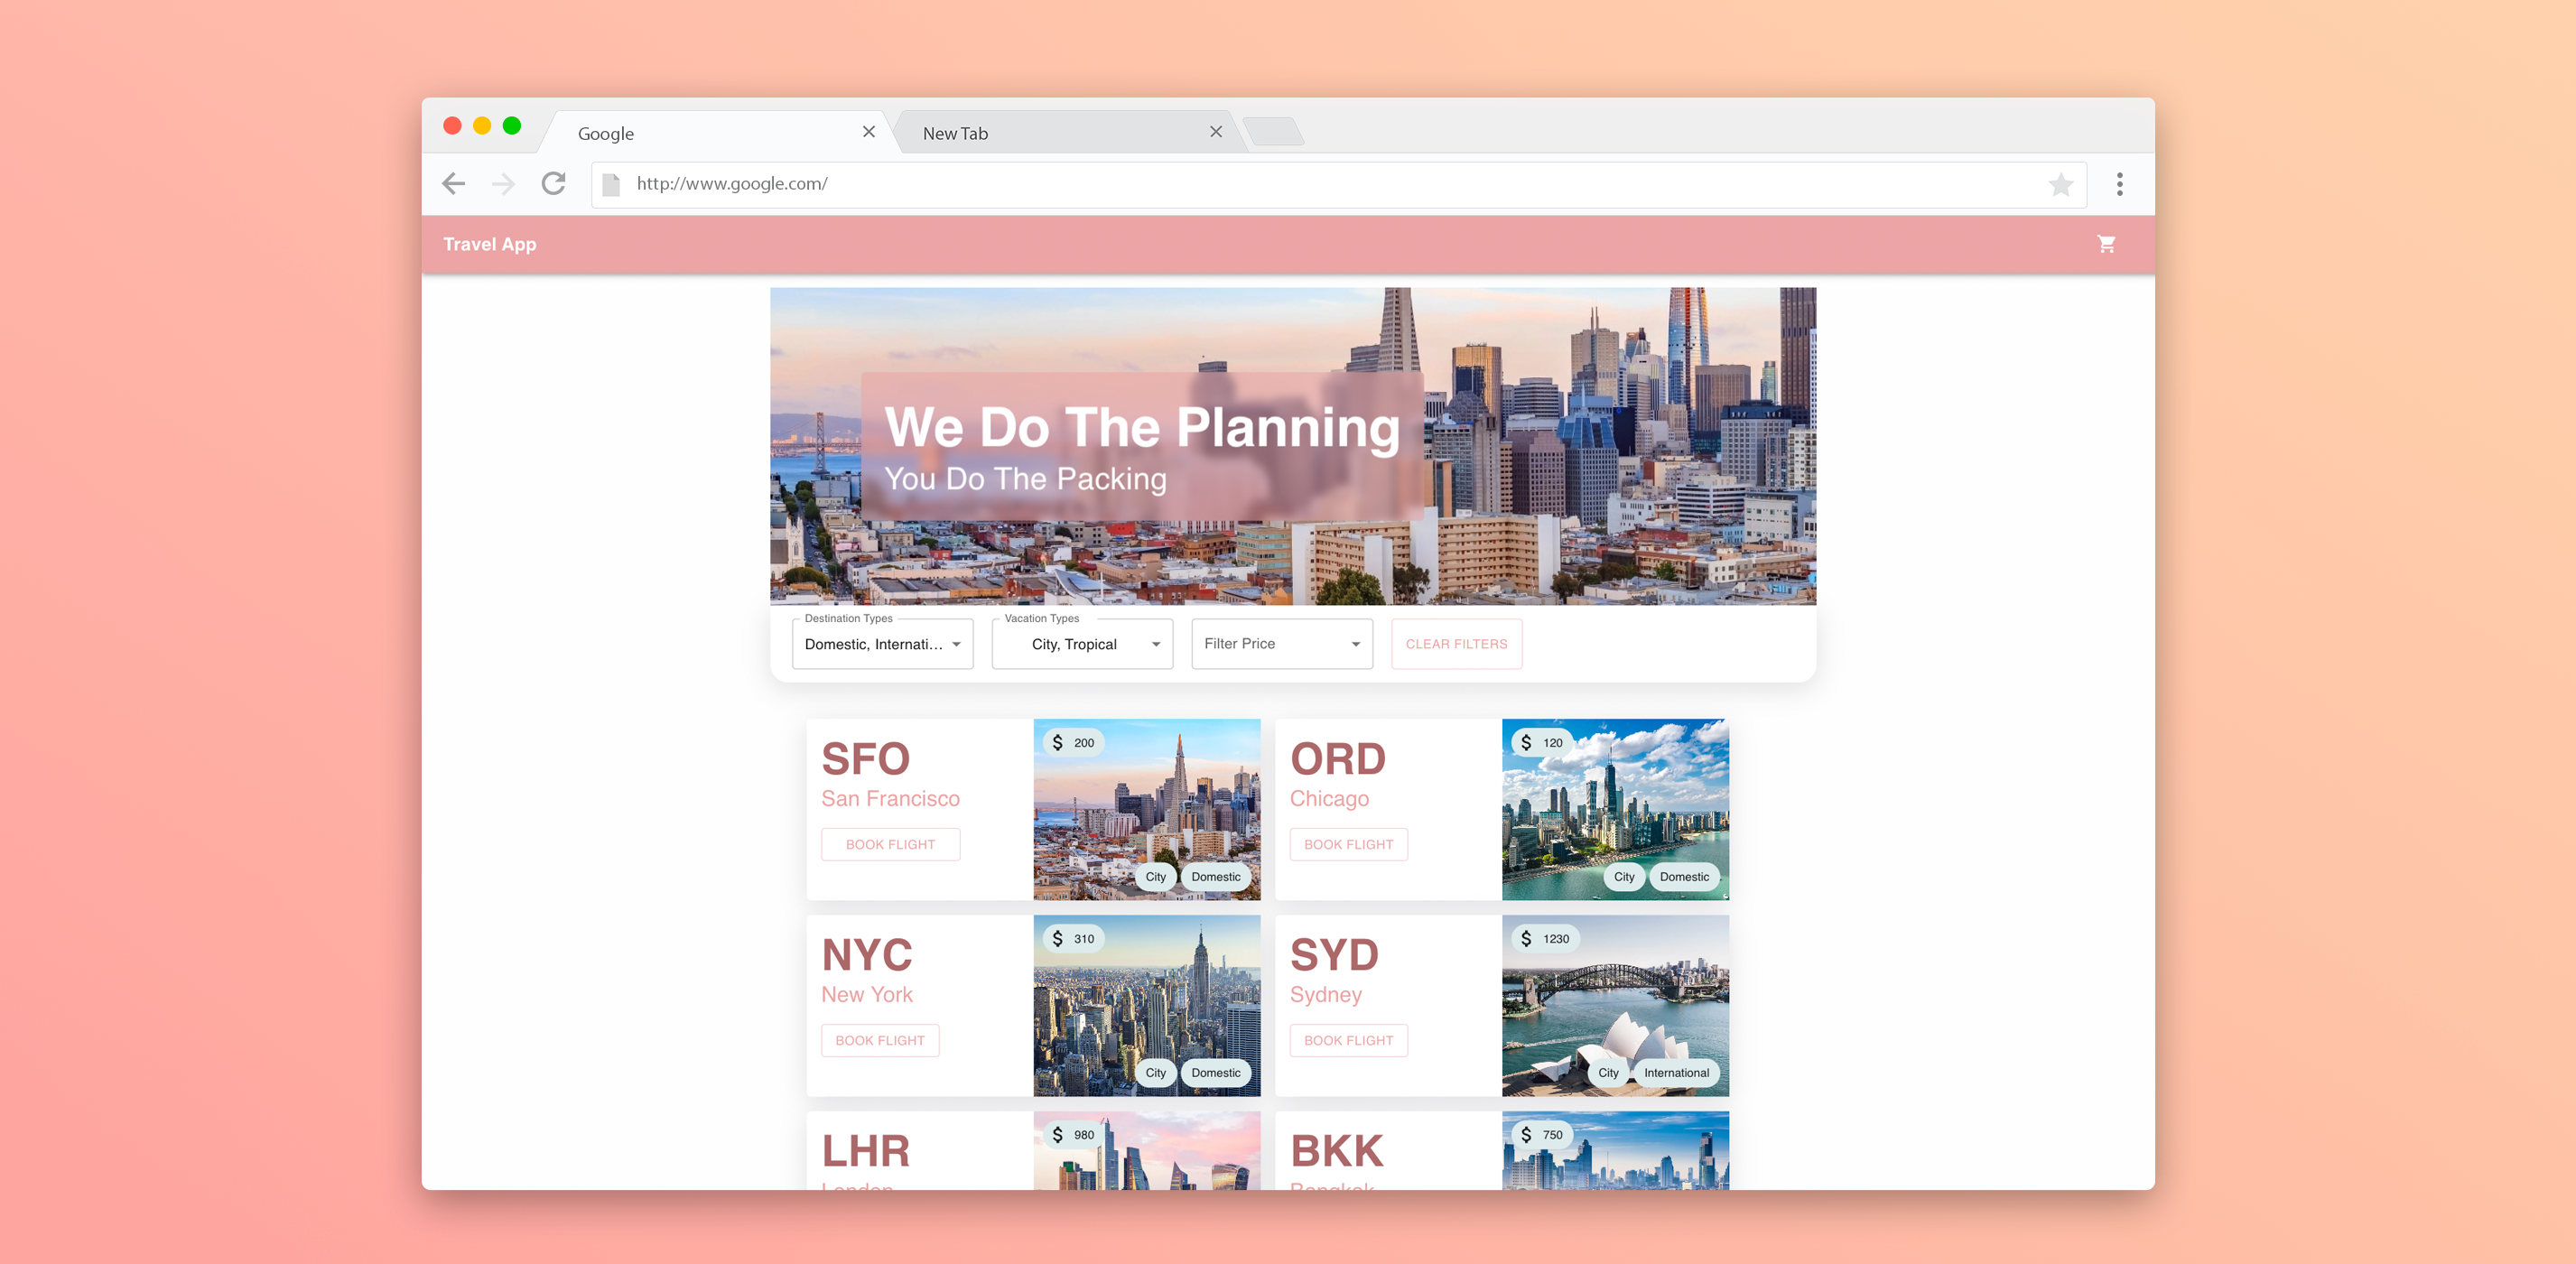 Google
New Tab
http://www.google.com/
Travel App
We Do The Planning
You Do The Packing
Destination Types
Domestic, Internati...
Vacation Types
City, Tropical
Filter Price
CLEAR FILTERS
SFO
San Francisco
BOOK FLIGHT
$ 200
City
Domestic
ORD
Chicago
BOOK FLIGHT
$ 120
City
Domestic
NYC
New York
BOOK FLIGHT
$ 310
City
Domestic
SYD
Sydney
BOOK FLIGHT
$ 1230
City
International
LHR
London
$ 980
BKK
Bangkok
$ 750